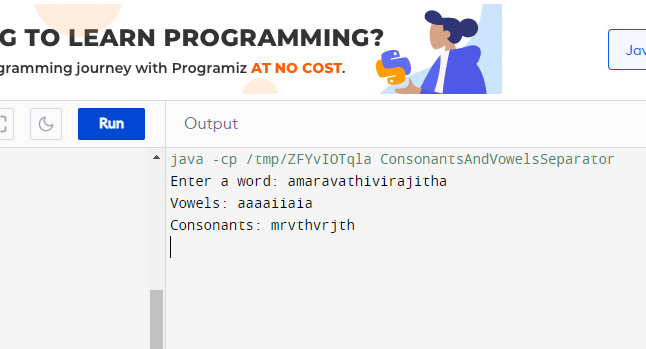 G TO LEARN PROGRAMMING?
gramming journey with Programiz AT NO COST.
Jav
Run
Output
java -cp /tmp/ZFYvIOTqla ConsonantsAndVowelsSeparator
Enter a word: amaravathivirajitha
Vowels: aaaaiiaia
Consonants: mrvthvrjth